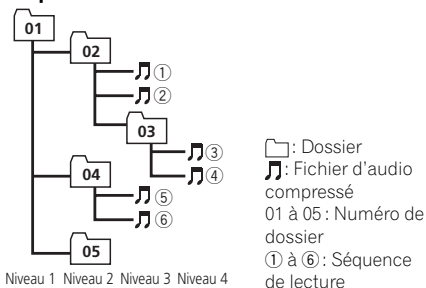 01
02
①
②
03
③
④
04
⑤
⑥
05
Niveau 1 Niveau 2 Niveau 3 Niveau 4
: Dossier
: Fichier d'audio
compressé
01 à 05 : Numéro de
dossier
① à ⑥ : Séquence
de lecture